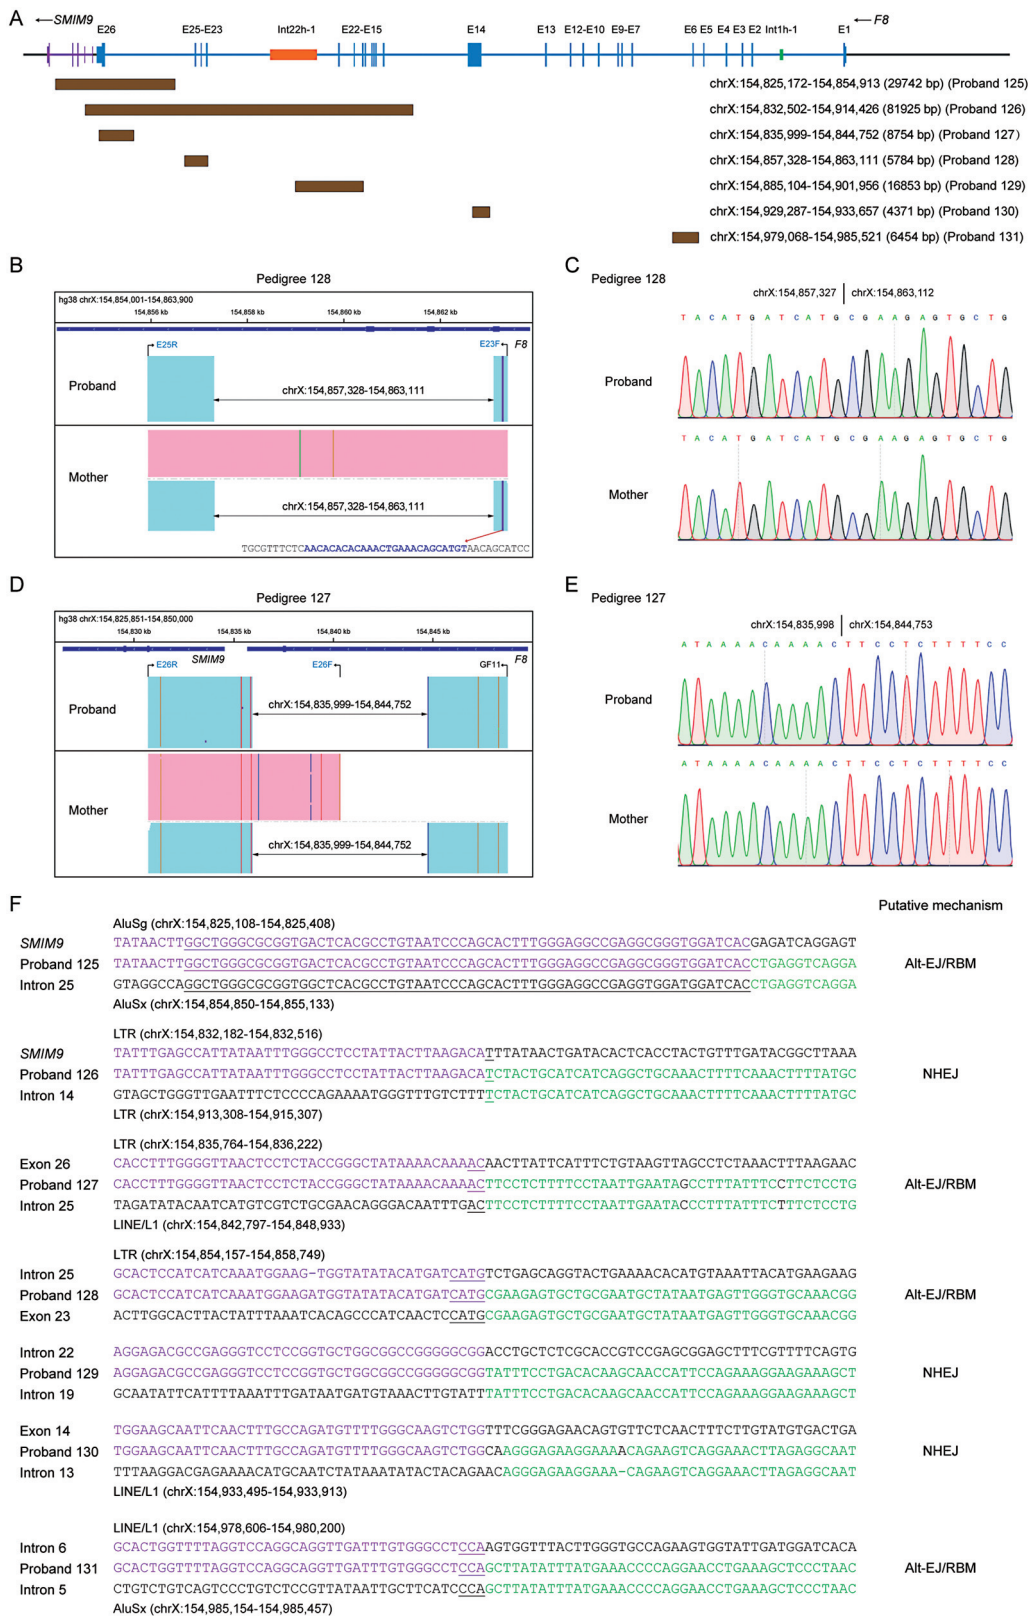 A
←SMIM9
E26
E25-E23
Int22h-1
E22-E15
E14
E13
E12-E10
E9-E7
E6 E5 E4 E3 E2 Int1h-1
E1
←F8
chrX:154,825,172-154,854,913 (29742 bp) (Proband 125)
chrX:154,832,502-154,914,426 (81925 bp) (Proband 126)
chrX:154,835,999-154,844,752 (8754 bp) (Proband 127)
chrX:154,857,328-154,863,111 (5784 bp) (Proband 128)
chrX:154,885,104-154,901,956 (16853 bp) (Proband 129)
chrX:154,929,287-154,933,657 (4371 bp) (Proband 130)
chrX:154,979,068-154,985,521 (6454 bp) (Proband 131)
B
Pedigree 128
hg38 chrX:154,854,001-154,863,900
154,856 kb
154,858 kb
154,860 kb
154,862 kb
E25R
E23F
F8
Proband
chrX:154,857,328-154,863,111
Mother
chrX:154,857,328-154,863,111
TGCGTTTCTCAACACACACAAACTGAAACAGCATGTAACAGCATCC
C
Pedigree 128
chrX:154,857,327
chrX:154,863,112
T A C A T G A T C A T G C G A A G A G T G C T G
Proband
T A C A T G A T C A T G C G A A G A G T G C T G
Mother
D
Pedigree 127
hg38 chrX:154,825,851-154,850,000
154,830 kb
154,835 kb
154,840 kb
154,845 kb
SMIM9
F8
E26R
E26F
GF11
Proband
chrX:154,835,999-154,844,752
Mother
chrX:154,835,999-154,844,752
E
Pedigree 127
chrX:154,835,998
chrX:154,844,753
A T A A A A C A A A A C T T C C T C T T T T C C
Proband
A T A A A A C A A A A C T T C C T C T T T T C C
Mother
F
Putative mechanism
AluSg (chrX:154,825,108-154,825,408)
SMIM9 TATAACTTGGCTGGGCGCGGTGACTCACGCCTGTAATCCCAGCACTTTGGGAGGCCGAGGCGGGTGGATCACGAGATCAGGAGT
Proband 125 TATAACTTGGCTGGGCGCGGTGACTCACGCCTGTAATCCCAGCACTTTGGGAGGCCGAGGCGGGTGGATCACCTGAGGTCAGGA Alt-EJ/RBM
Intron 25 GTAGGCCAGGCTGGGCGCGGTGGCTCACGCCTGTAATCCCAGCACTTTGGGAGGCCGAGGTGGATGGATCACCTGAGGTCAGGA
AluSx (chrX:154,854,850-154,855,133)
LTR (chrX:154,832,182-154,832,516)
SMIM9 TATTTGAGCCATTATAATTTGGGCCTCCTATTACTTAAGACATTTATAACTGATACACTCACCTACTGTTTGATACGGCTTAAA
Proband 126 TATTTGAGCCATTATAATTTGGGCCTCCTATTACTTAAGACATCTACTGCATCATCAGGCTGCAAACTTTTCAAACTTTTATGC NHEJ
Intron 14 GTAGCTGGGTTGAATTTCTCCCCAGAAAATGGGTTTGTCTTTTCTACTGCATCATCAGGCTGCAAACTTTTCAAACTTTTATGC
LTR (chrX:154,913,308-154,915,307)
LTR (chrX:154,835,764-154,836,222)
Exon 26 CACCTTTGGGGTTAACTCCTCTACCGGGCTATAAAACAAAACAACTTATTCATTTCTGTAAGTTAGCCTCTAAACTTTAAGAAC
Proband 127 CACCTTTGGGGTTAACTCCTCTACCGGGCTATAAAACAAAACTTCCTCTTTTCCTAATTGAATAGCCTTTATTTCCTTCTCCTG Alt-EJ/RBM
Intron 25 TAGATATACAATCATGTCGTCTGCGAACAGGGACAATTTGACTTCCTCTTTTCCTAATTGAATACCCTTTATTTCTTTCTCCTG
LINE/L1 (chrX:154,842,797-154,848,933)
LTR (chrX:154,854,157-154,858,749)
Intron 25 GCACTCCATCATCAAATGGAAG-TGGTATATACATGATCATGTCTGAGCAGGTACTGAAAACACATGTAAATTACATGAAGAAG
Proband 128 GCACTCCATCATCAAATGGAAGATGGTATATACATGATCATGCGAAGAGTGCTGCGAATGCTATAATGAGTTGGGTGCAAACGG Alt-EJ/RBM
Exon 23 ACTTGGCACTTACTATTTAAATCACAGCCCATCAACTCCATGCGAAGAGTGCTGCGAATGCTATAATGAGTTGGGTGCAAACGG
Intron 22 AGGAGACGCCGAGGGTCCTCCGGTGCTGGCGGCCGGGGGCGGACCTGCTCTCGCACCGTCCGAGCGGAGCTTTCGTTTTCAGTG
Proband 129 AGGAGACGCCGAGGGTCCTCCGGTGCTGGCGGCCGGGGGCGGTATTTCCTGACACAAGCAACCATTCCAGAAAGGAAGAAAGCT NHEJ
Intron 19 GCAATATTCATTTTAAATTTGATAATGATGTAAACTTGTATTTATTTCCTGACACAAGCAACCATTCCAGAAAGGAAGAAAGCT
Exon 14 TGGAAGCAATTCAACTTTGCCAGATGTTTTGGGCAAGTCTGGTTTCGGGAGAACAGTGTTCTCAACTTTCTTGTATGTGACTGA
Proband 130 TGGAAGCAATTCAACTTTGCCAGATGTTTTGGGCAAGTCTGGCAAGGGAGAAGGAAAACAGAAGTCAGGAAACTTAGAGGCAAT NHEJ
Intron 13 TTTAAGGACGAGAAAACATGCAATCTATAAATATACTACAGAACAGGGAGAAGGAAA-CAGAAGTCAGGAAACTTAGAGGCAAT
LINE/L1 (chrX:154,933,495-154,933,913)
LINE/L1 (chrX:154,978,606-154,980,200)
Intron 6 GCACTGGTTTTAGGTCCAGGCAGGTTGATTTGTGGGCCTCCAAGTGGTTTACTTGGGTGCCAGAAGTGGTATTGATGGATCACA
Proband 131 GCACTGGTTTTAGGTCCAGGCAGGTTGATTTGTGGGCCTCCAGCTTATATTTATGAAACCCCAGGAACCTGAAAGCTCCCTAAC Alt-EJ/RBM
Intron 5 CTGTCTGTCAGTCCCTGTCTCCGTTATAATTGCTTCATCCCAGCTTATATTTATGAAACCCCAGGAACCTGAAAGCTCCCTAAC
AluSx (chrX:154,985,154-154,985,457)